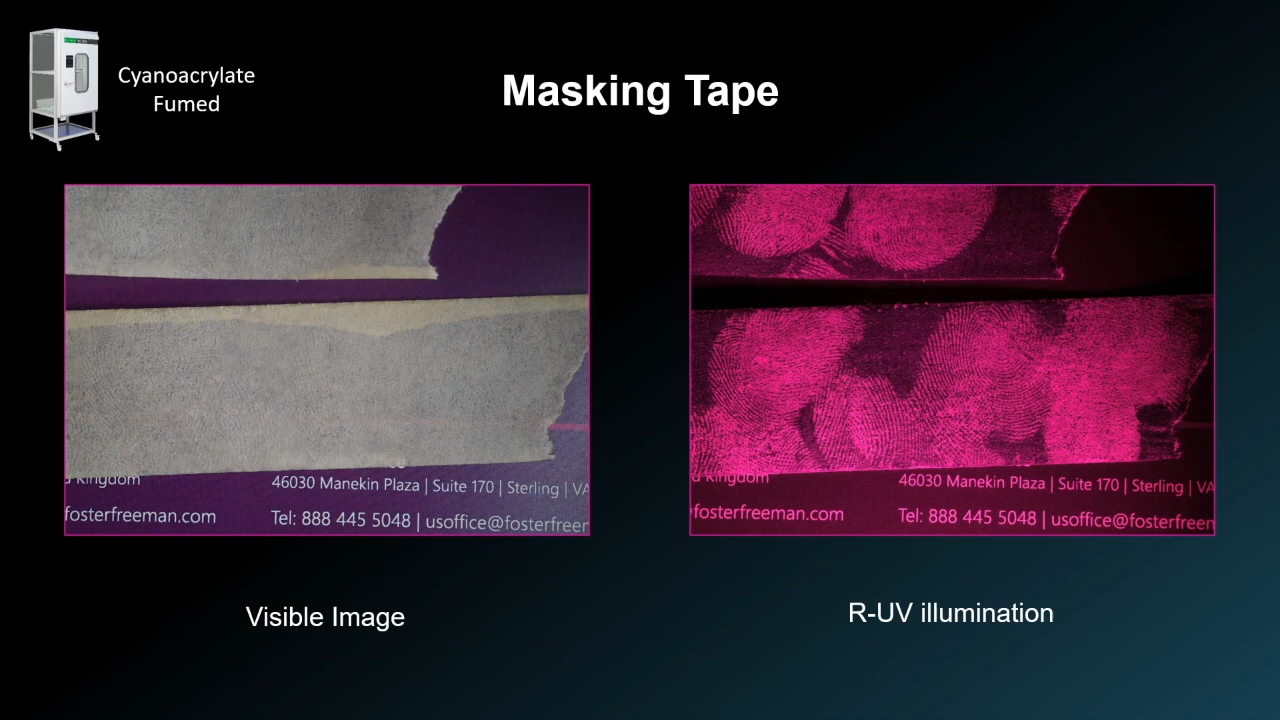 Cyanoacrylate
Fumed
Masking Tape
Kingdom
46030 Manekin Plaza | Suite 170 | Sterling | VA
fosterfreeman.com
Tel: 888 445 5048 | usoffice@fosterfreer
Kingdom
46030 Manekin Plaza | Suite 170 | Sterling | VA
fosterfreeman.com
Tel: 888 445 5048 | usoffice@fosterfreen
Visible Image
R-UV illumination